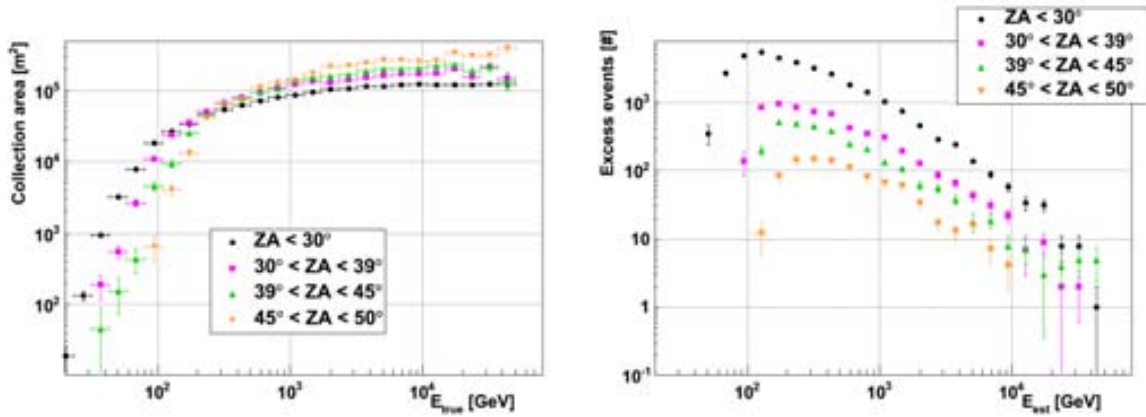 Collection area [m²]
10⁵
10⁴
10³
10²
ZA < 30°
30° < ZA < 39°
39° < ZA < 45°
45° < ZA < 50°
10² 10³ 10⁴
E_true [GeV]
Excess events [#]
10³
10²
10
1
10⁻¹
ZA < 30°
30° < ZA < 39°
39° < ZA < 45°
45° < ZA < 50°
10² 10³ 10⁴
E_est [GeV]